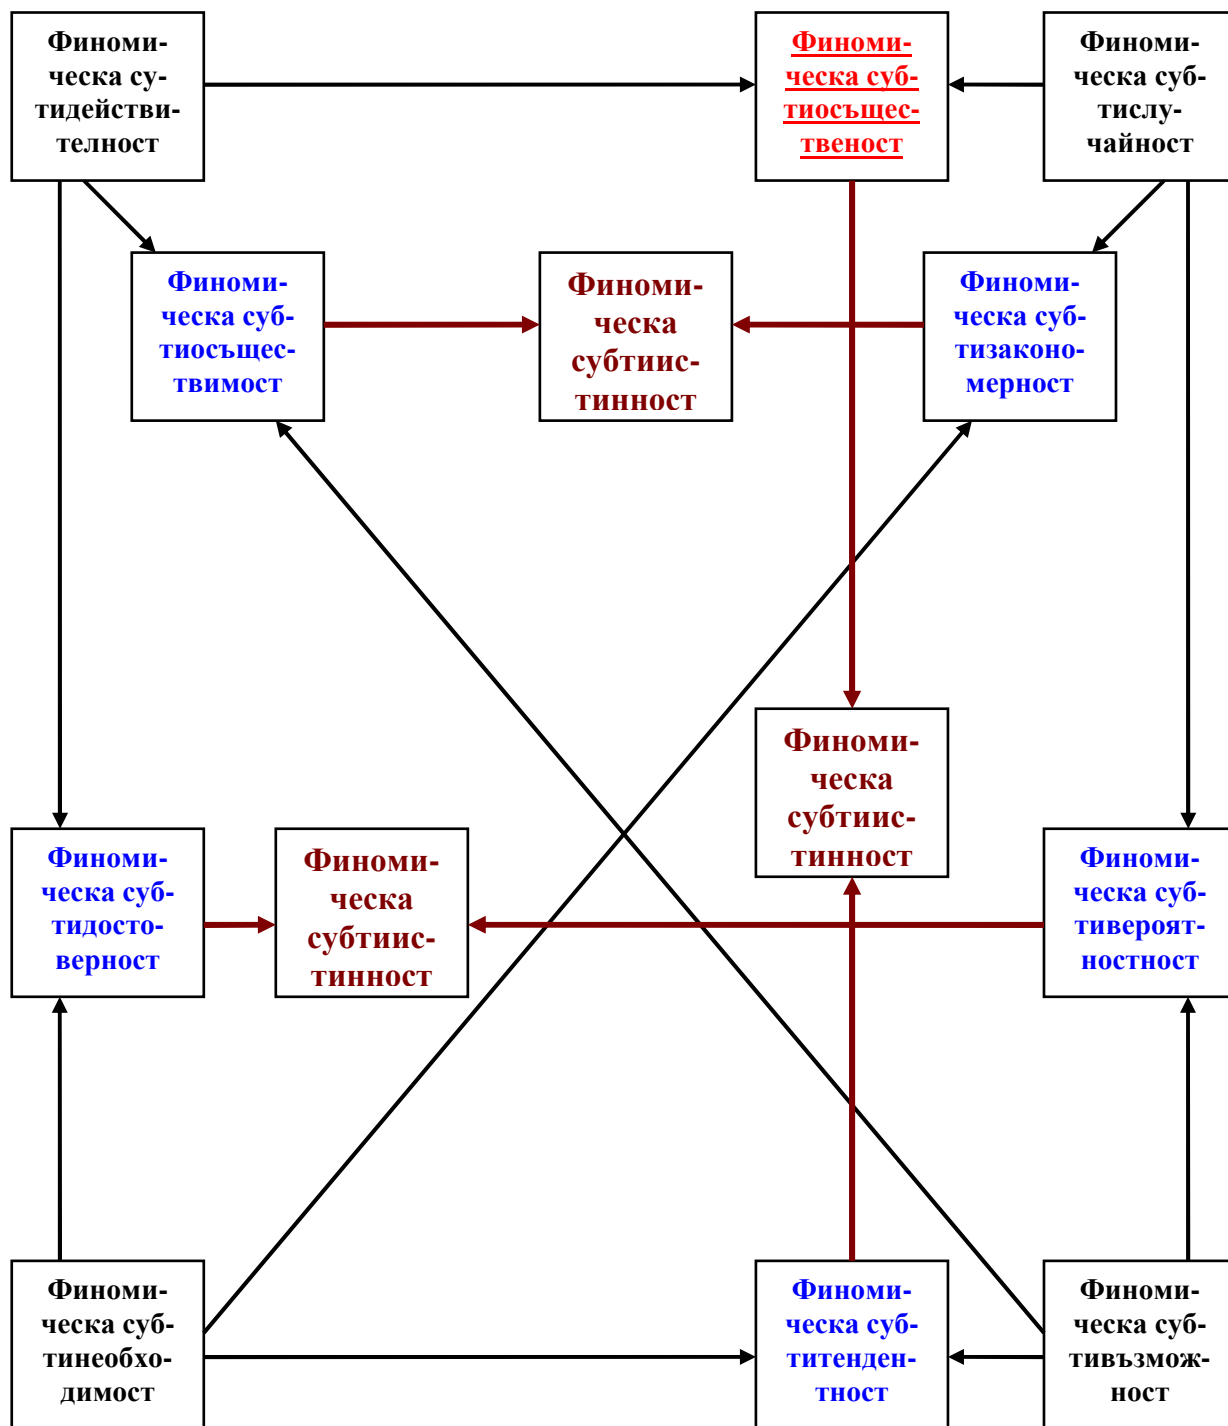 Финоми-
ческа су-
тидействи-
телност
Финоми-
ческа суб-
тиосъщес-
твеност
Финоми-
ческа суб-
тислу-
чайност
Финоми-
ческа суб-
тиосъщес-
твимост
Финоми-
ческа
субтиис-
тинност
Финоми-
ческа суб-
тизаконо-
мерност
Финоми-
ческа
субтиис-
тинност
Финоми-
ческа суб-
тидосто-
верност
Финоми-
ческа
субтиис-
тинност
Финоми-
ческа суб-
тивероят-
ностност
Финоми-
ческа суб-
тинеобхо-
димост
Финоми-
ческа суб-
титенден-
тност
Финоми-
ческа суб-
тивъзмож-
ност